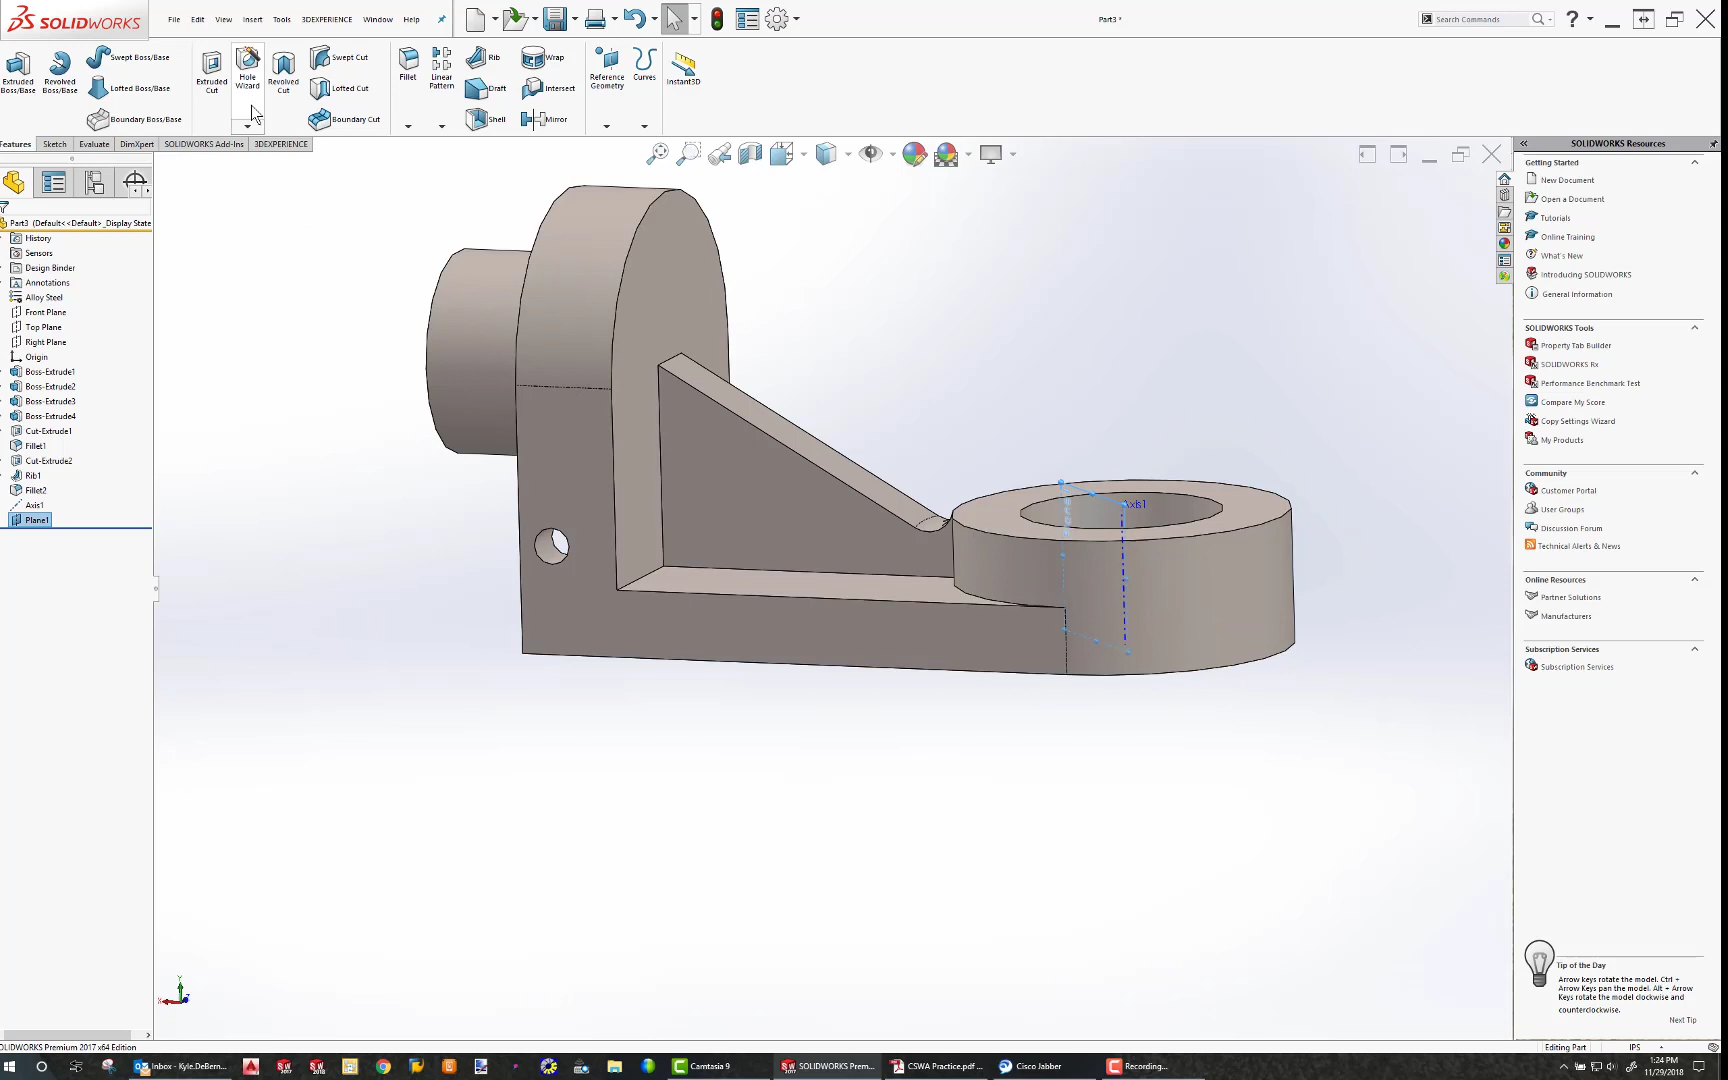 SOLIDWORKS File Edit View Insert Tools 3DEXPERIENCE Window Help Part3 * Search Commands
Extruded Boss/Base
Revolved Boss/Base
Swept Boss/Base
Lofted Boss/Base
Boundary Boss/Base
Extruded Cut
Hole Wizard
Revolved Cut
Swept Cut
Lofted Cut
Boundary Cut
Fillet
Linear Pattern
Rib
Draft
Shell
Wrap
Intersect
Mirror
Reference Geometry
Curves
Instant3D
Features Sketch Evaluate DimXpert SOLIDWORKS Add-Ins 3DEXPERIENCE
Part3 (Default<<Default>_Display State
History
Sensors
Design Binder
Annotations
Alloy Steel
Front Plane
Top Plane
Right Plane
Origin
Boss-Extrude1
Boss-Extrude2
Boss-Extrude3
Boss-Extrude4
Cut-Extrude1
Fillet1
Cut-Extrude2
Rib1
Fillet2
Axis1
Plane1
Axis1
Y
X
Z
SOLIDWORKS Resources
Getting Started
New Document
Open a Document
Tutorials
Online Training
What's New
Introducing SOLIDWORKS
General Information
SOLIDWORKS Tools
Property Tab Builder
SOLIDWORKS Rx
Performance Benchmark Test
Compare My Score
Copy Settings Wizard
My Products
Community
Customer Portal
User Groups
Discussion Forum
Technical Alerts & News
Online Resources
Partner Solutions
Manufacturers
Subscription Services
Subscription Services
Tip of the Day
Arrow keys rotate the model. Ctrl +
Arrow Keys pan the model. Alt + Arrow
Keys rotate the model clockwise and
counterclockwise.
Next Tip
OLIDWORKS Premium 2017 x64 Edition Editing Part IPS
Inbox - Kyle.DeBern... Camtasia 9 SOLIDWORKS Prem... CSWA Practice.pdf ... Cisco Jabber Recording... 1:24 PM
11/29/2018